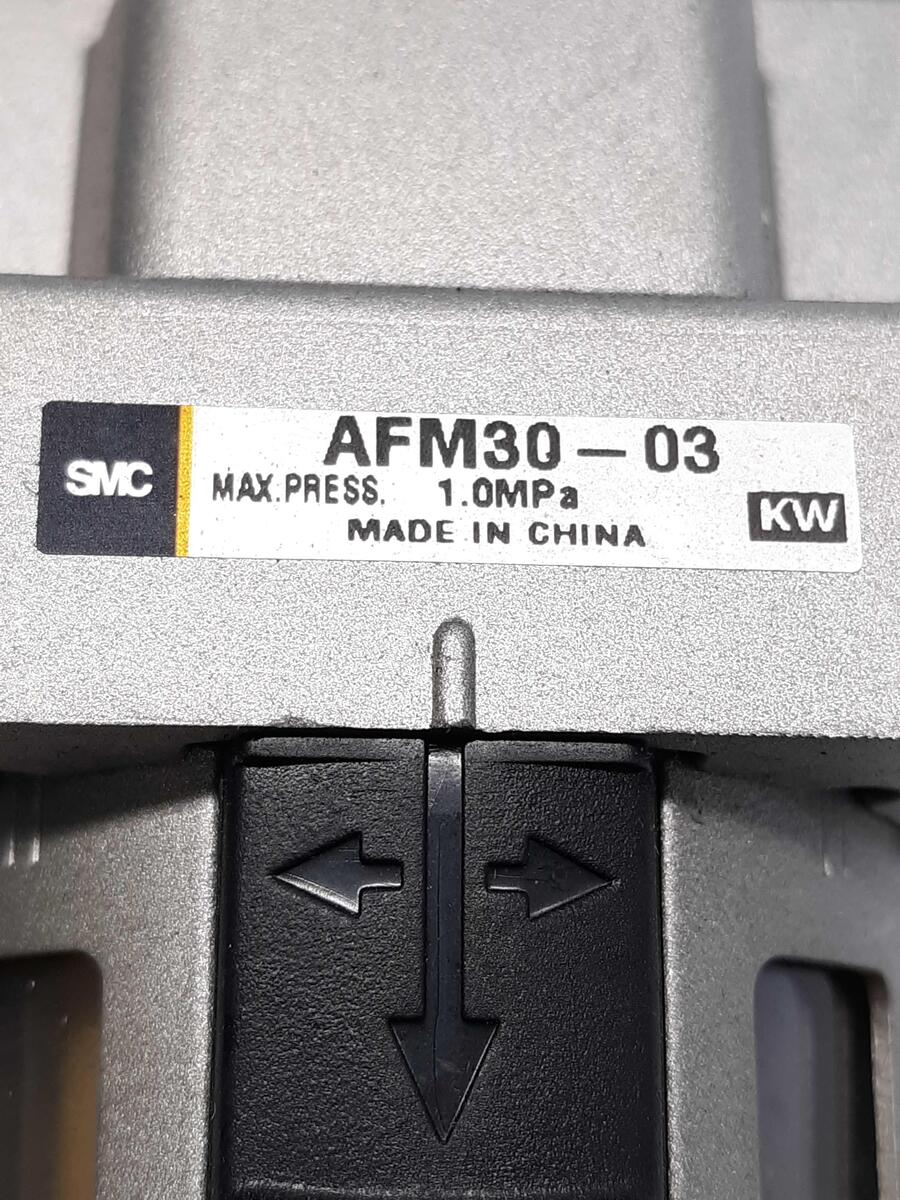 SMC
AFM30-03
MAX.PRESS. 1.0MPa
MADE IN CHINA
KW